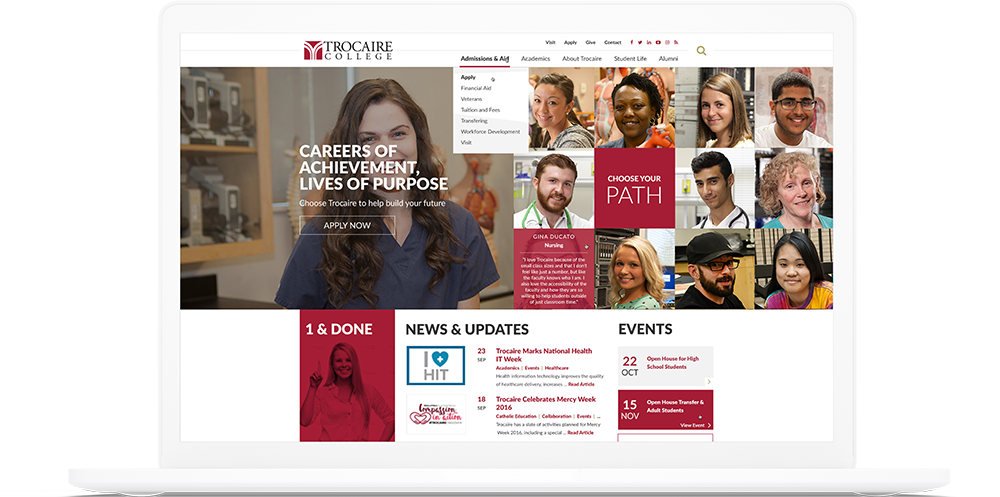 TROCAIRE
COLLEGE
Visit Apply Give Contact
Admissions & Aid Academics About Trocaire Student Life Alumni
Apply
Financial Aid
Veterans
Tuition and Fees
Transfering
Workforce Development
Visit
CAREERS OF
ACHIEVEMENT,
LIVES OF PURPOSE
Choose Trocaire to help build your future
APPLY NOW
CHOOSE YOUR
PATH
GINA DUCATO
Nursing
"I love Trocaire because of the
small class sizes and that I don't
feel like just a number, but like
the faculty knows who I am. I
also love the accessibility of the
faculty and how they are so
willing to help students outside
of just classroom time."
1 & DONE
NEWS & UPDATES
I
HIT
23
SEP
Trocaire Marks National Health
IT Week
Academics | Events | Healthcare
Health information technology improves the quality
of healthcare delivery, increases ... Read Article
Compassion
in action
18
SEP
Trocaire Celebrates Mercy Week
2016
Catholic Education | Collaboration | Events | ...
Trocaire has a slate of activities planned for Mercy
Week 2016, including a special ... Read Article
EVENTS
22
OCT
Open House for High
School Students
15
NOV
Open House Transfer &
Adult Students
View Event